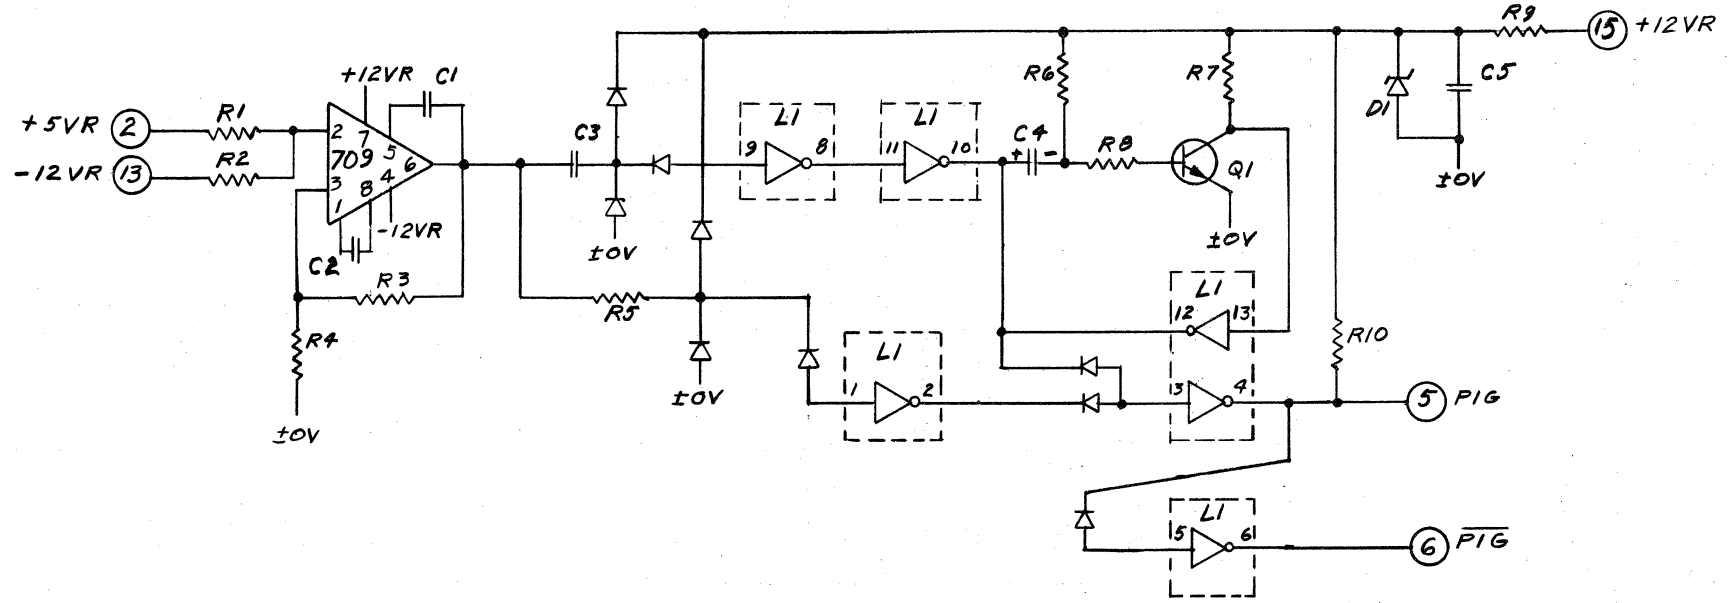 R9
15 +12VR
+12VR C1
R6 R7
C5
D1
+5VR 2 R1
L1 L1
-12VR 13 R2
2 7 5
709 6
3 8 4
1
-12VR
C2
C3
9 8
11 10
C4
+ -
R8
Q1
±0V
±0V
±0V
R3
R5
L1
12 13
R4
R10
L1
1 2
3 4
5 PIG
±0V
±0V
L1
5 6
6 P̅I̅G̅